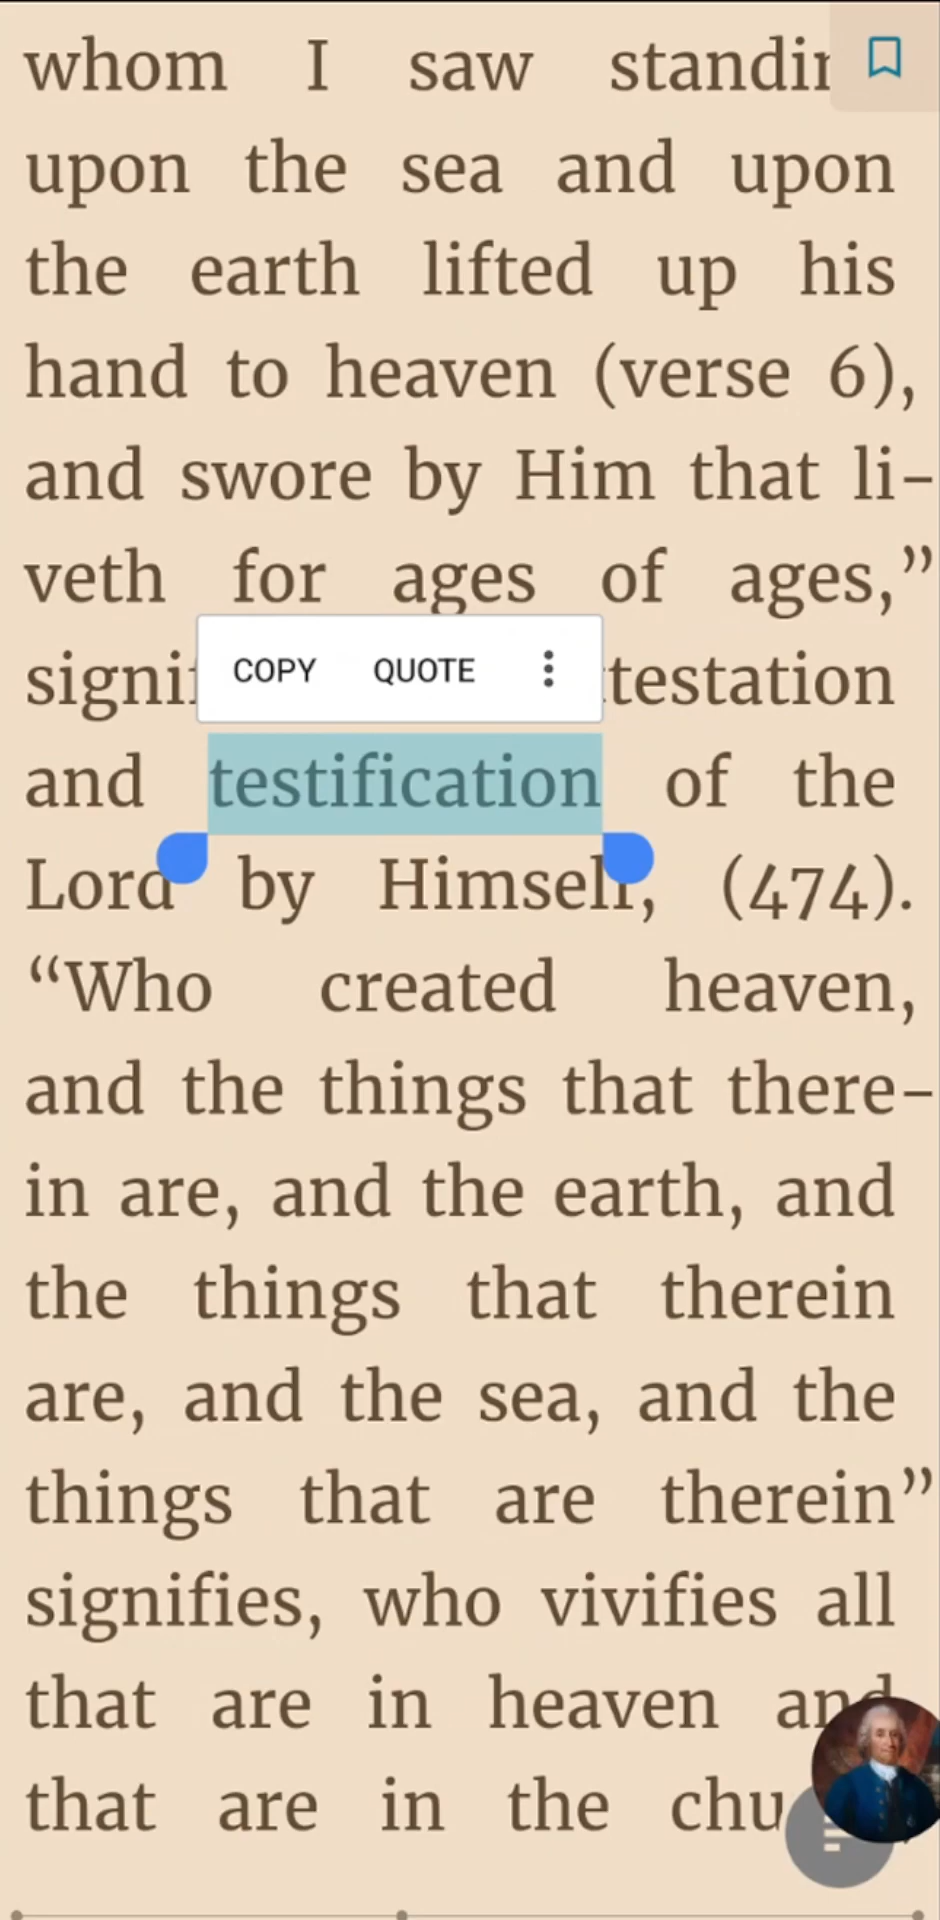 whom I saw
upon the sea and upon
the earth lifted up his
hand to heaven (verse 6),
and swore by Him that li-
veth for ages of ages,”
COPY QUOTE
and testification of the
Lord by Himself, (474).
“Who created heaven,
and the things that there-
in are, and the earth, and
the things that therein
are, and the sea, and the
things that are therein”
signifies, who vivifies all
that are in heaven and
that are in the